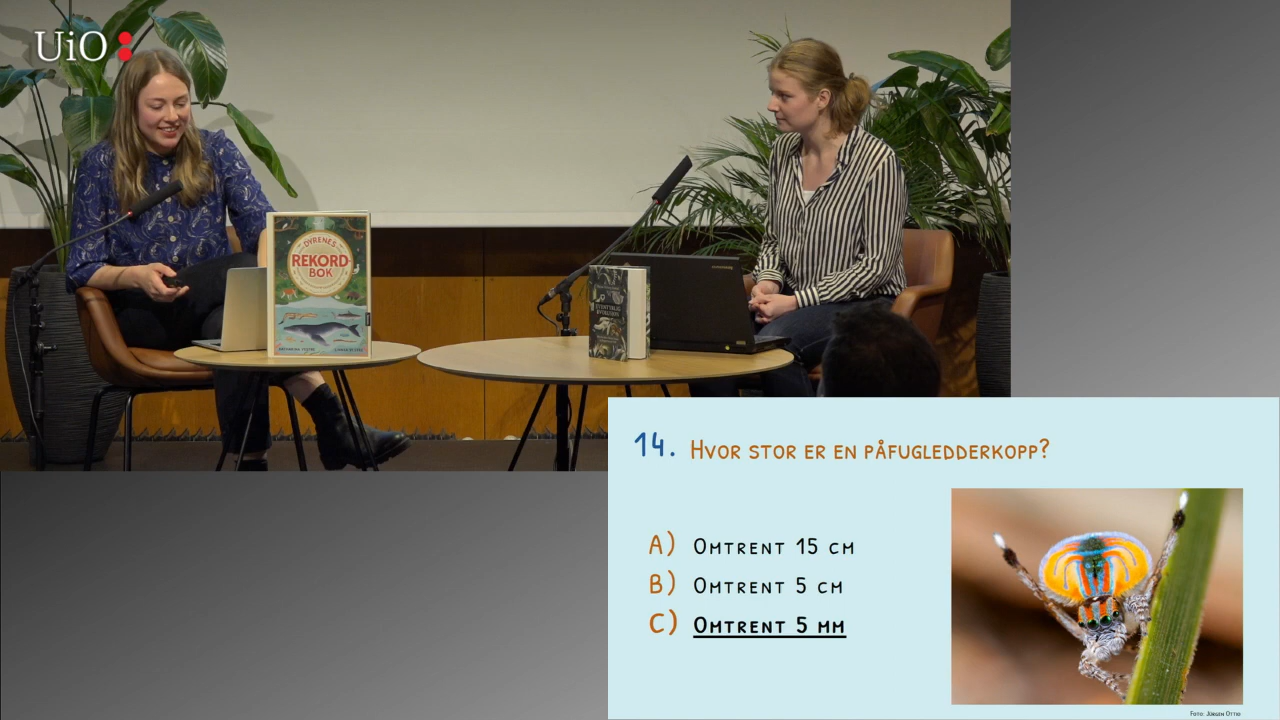 UiO
DYRENES
REKORD
BOK
14. Hvor stor er en påfugledderkopp?
A) Omtrent 15 cm
B) Omtrent 5 cm
C) Omtrent 5 mm
Foto: Jürgen Otto